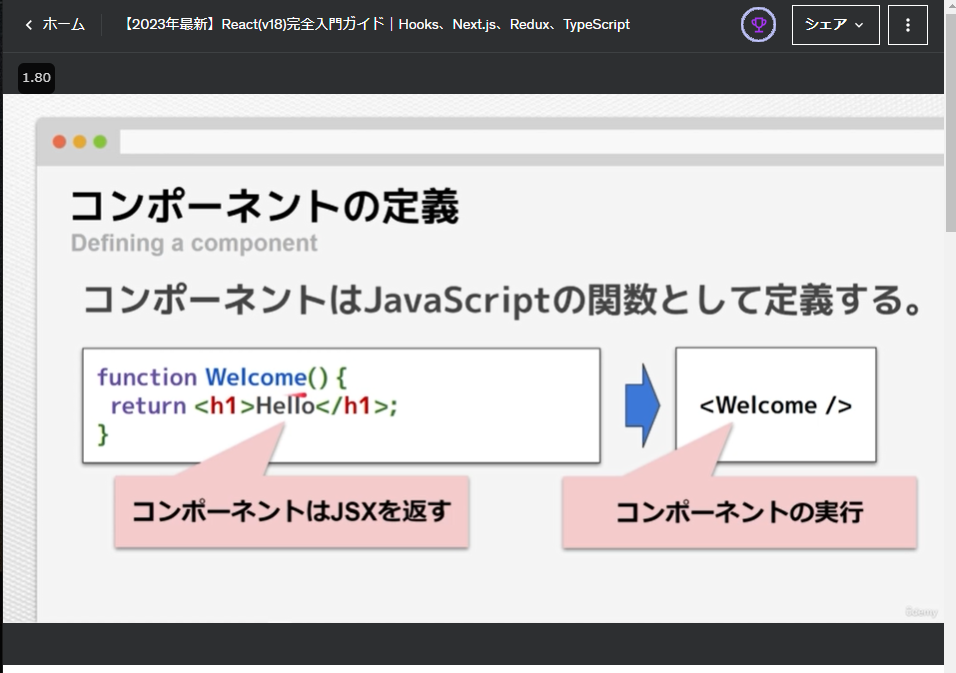 ホーム
【2023年最新】React(v18)完全入門ガイド｜Hooks、Next.js、Redux、TypeScript
シェア
1.80
コンポーネントの定義
Defining a component
コンポーネントはJavaScriptの関数として定義する。
function Welcome() {
return <h1>Hello</h1>;
}
<Welcome />
コンポーネントはJSXを返す
コンポーネントの実行
Udemy